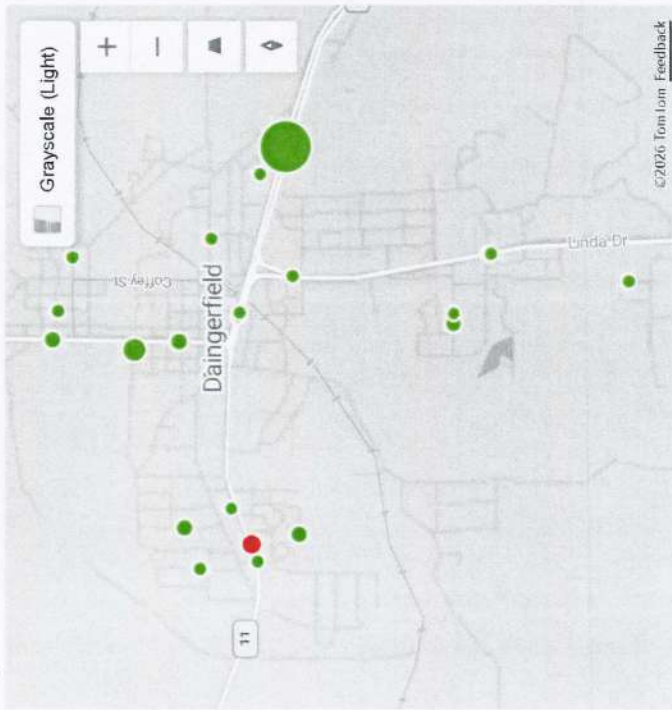 Grayscale (Light)
Coffey St
Daingerfield
Linda Dr
11
©2026 TomTom Feedback